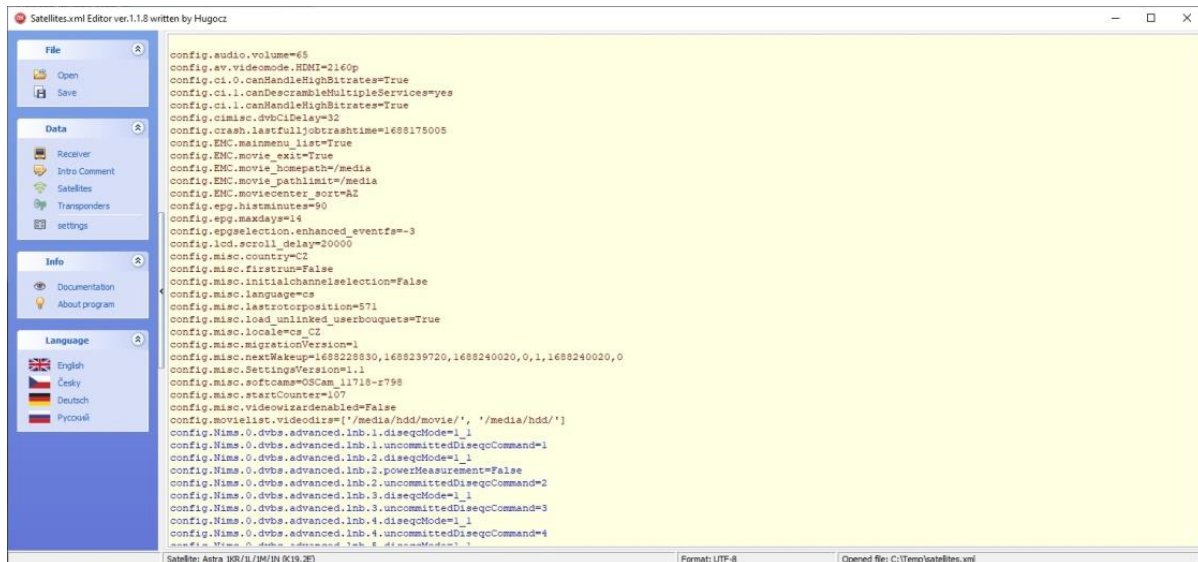 Satellites.xml Editor ver.1.1.8 written by Hugocz
File
Open
Save
Data
Receiver
Intro Comment
Satellites
Transponders
settings
Info
Documentation
About program
Language
English
Česky
Deutsch
Русский
config.audio.volume=65
config.av.videomode.HDMI=2160p
config.ci.0.canHandleHighBitrates=True
config.ci.1.canDescrambleMultipleServices=yes
config.ci.1.canHandleHighBitrates=True
config.cimisc.dvbCiDelay=32
config.crash.lastfulljobtrashtime=1688175005
config.EMC.mainmenu_list=True
config.EMC.movie_exit=True
config.EMC.movie_homepath=/media
config.EMC.movie_pathlimit=/media
config.EMC.moviecenter_sort=AZ
config.epg.histminutes=90
config.epg.maxdays=14
config.epgselection.enhanced_eventfs=-3
config.lcd.scroll_delay=20000
config.misc.country=CZ
config.misc.firstrun=False
config.misc.initialchannelselection=False
config.misc.language=cs
config.misc.lastrotorposition=571
config.misc.load_unlinked_userbouquets=True
config.misc.locale=cs_CZ
config.misc.migrationVersion=1
config.misc.nextWakeup=1688228830,1688239720,1688240020,0,1,1688240020,0
config.misc.SettingsVersion=1.1
config.misc.softcams=OSCam_11718-r798
config.misc.startCounter=107
config.misc.videowizardenabled=False
config.movielist.videodirs=['/media/hdd/movie/', '/media/hdd/']
config.Nims.0.dvbs.advanced.lnb.1.diseqcMode=1_1
config.Nims.0.dvbs.advanced.lnb.1.uncommittedDiseqcCommand=1
config.Nims.0.dvbs.advanced.lnb.2.diseqcMode=1_1
config.Nims.0.dvbs.advanced.lnb.2.powerMeasurement=False
config.Nims.0.dvbs.advanced.lnb.2.uncommittedDiseqcCommand=2
config.Nims.0.dvbs.advanced.lnb.3.diseqcMode=1_1
config.Nims.0.dvbs.advanced.lnb.3.uncommittedDiseqcCommand=3
config.Nims.0.dvbs.advanced.lnb.4.diseqcMode=1_1
config.Nims.0.dvbs.advanced.lnb.4.uncommittedDiseqcCommand=4
config.Nims.0.dvbs.advanced.lnb.5.diseqcMode=1_1
Satellite: Astra 1KR/1L/1M/1N (K19.2E)
Format: UTF-8
Opened file: C:\Temp\satellites.xml